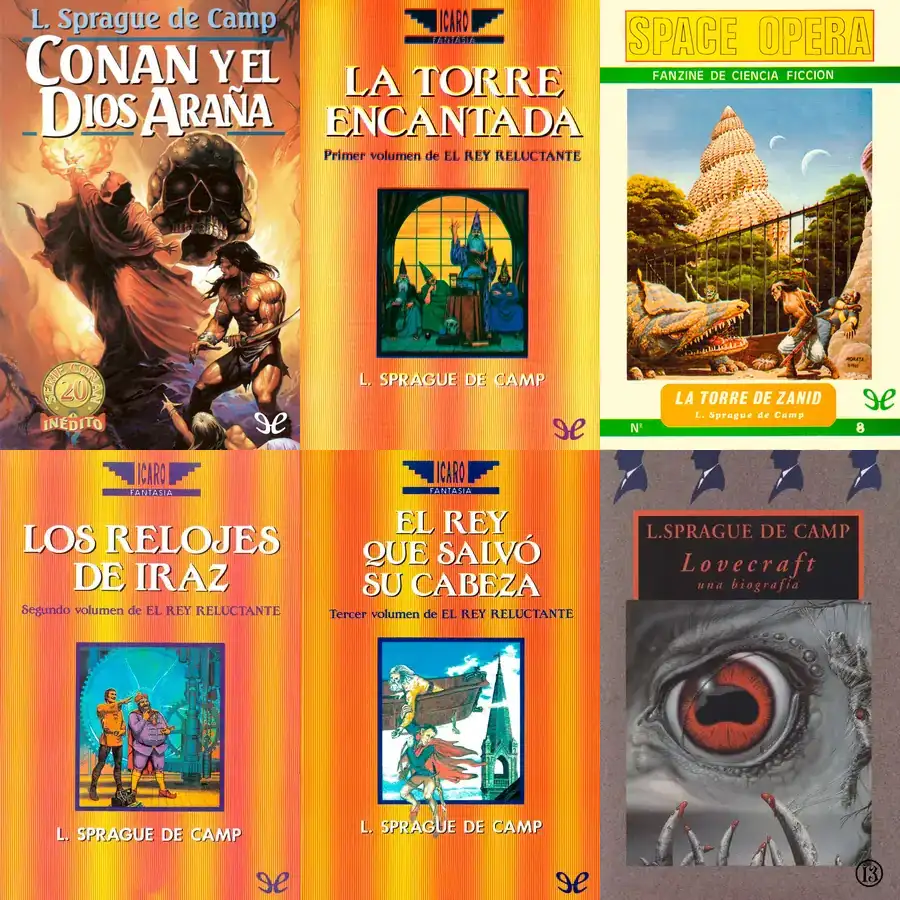 L. Sprague de Camp
CONAN Y EL
DIOS ARAÑA
SERIE CONAN
20
INÉDITO
ICARO
FANTASIA
LA TORRE
ENCANTADA
Primer volumen de EL REY RELUCTANTE
L. SPRAGUE DE CAMP
SPACE OPERA
FANZINE DE CIENCIA FICCION
LA TORRE DE ZANID
L. Sprague de Camp
Nº 8
ICARO
FANTASIA
LOS RELOJES
DE IRAZ
Segundo volumen de EL REY RELUCTANTE
L. SPRAGUE DE CAMP
ICARO
FANTASIA
EL REY
QUE SALVÓ
SU CABEZA
Tercer volumen de EL REY RELUCTANTE
L. SPRAGUE DE CAMP
L.SPRAGUE DE CAMP
Lovecraft
una biografía
13